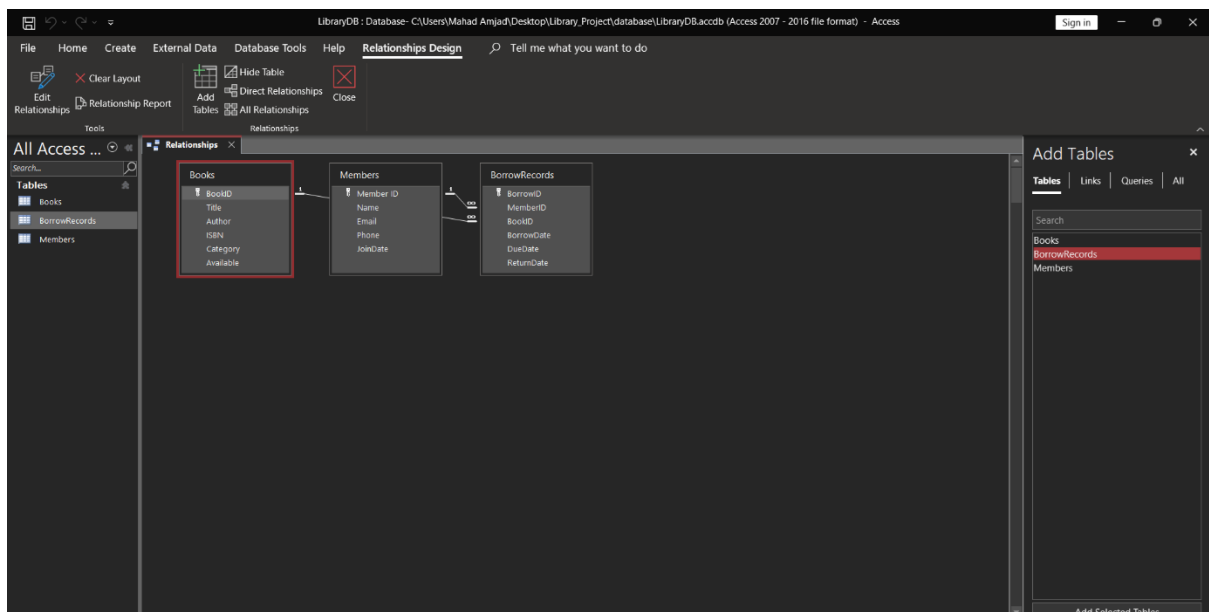 LibraryDB : Database- C:\Users\Mahad Amjad\Desktop\Library_Project\database\LibraryDB.accdb (Access 2007 - 2016 file format) - Access
Sign in
File Home Create External Data Database Tools Help Relationships Design Tell me what you want to do
Edit Relationships
Clear Layout
Relationship Report
Tools
Add Tables
Hide Table
Direct Relationships
All Relationships
Close
Relationships
All Access ...
Search...
Tables
Books
BorrowRecords
Members
Relationships
Books
BookID
Title
Author
ISBN
Category
Available
1
Members
Member ID
Name
Email
Phone
JoinDate
1
∞
∞
BorrowRecords
BorrowID
MemberID
BookID
BorrowDate
DueDate
ReturnDate
Add Tables
Tables Links Queries All
Search
Books
BorrowRecords
Members
Add Selected Tables